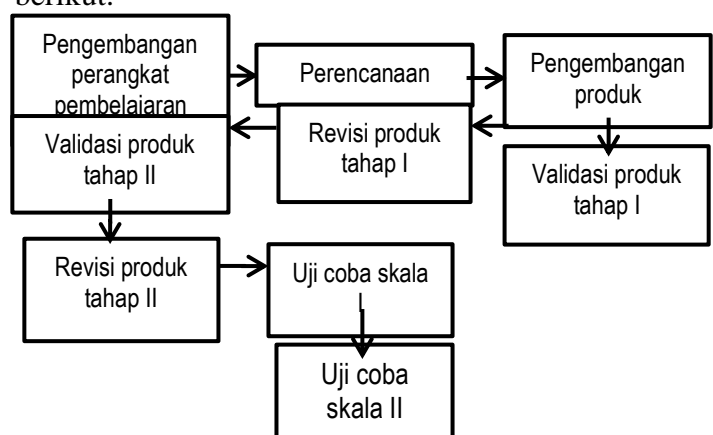 berikut:
Pengembangan
perangkat
pembelajaran
Perencanaan
Pengembangan
produk
Validasi produk
tahap II
Revisi produk
tahap I
Validasi produk
tahap I
Revisi produk
tahap II
Uji coba skala
I
Uji coba
skala II